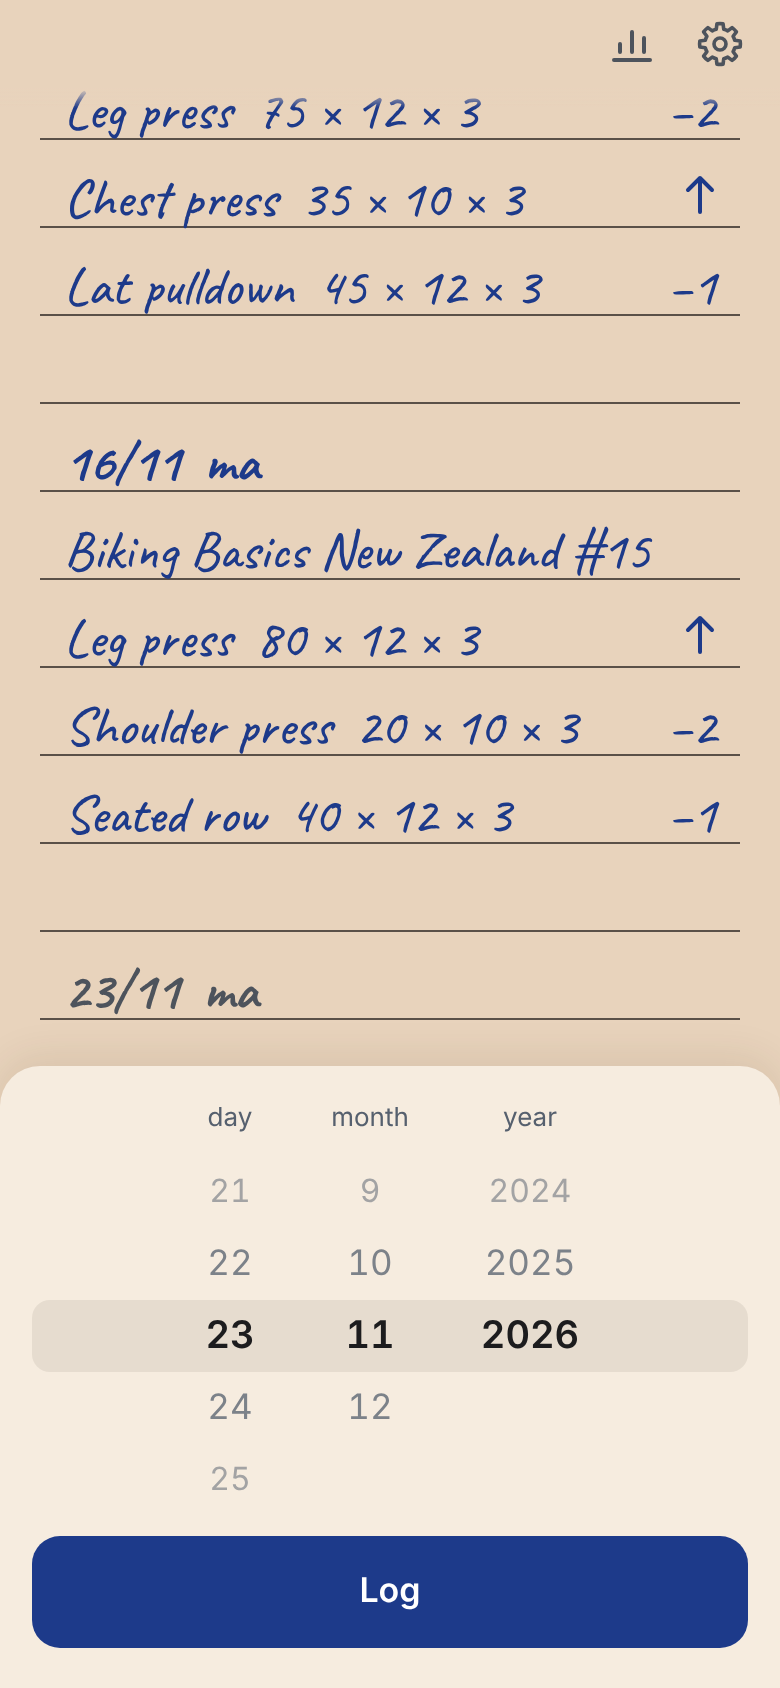 Leg press 75 × 12 × 3 –2
Chest press 35 × 10 × 3 ↑
Lat pulldown 45 × 12 × 3 –1
16/11 ma
Biking Basics New Zealand #15
Leg press 80 × 12 × 3 ↑
Shoulder press 20 × 10 × 3 –2
Seated row 40 × 12 × 3 –1
23/11 ma
day month year
21 9 2024
22 10 2025
23 11 2026
24 12
25
Log